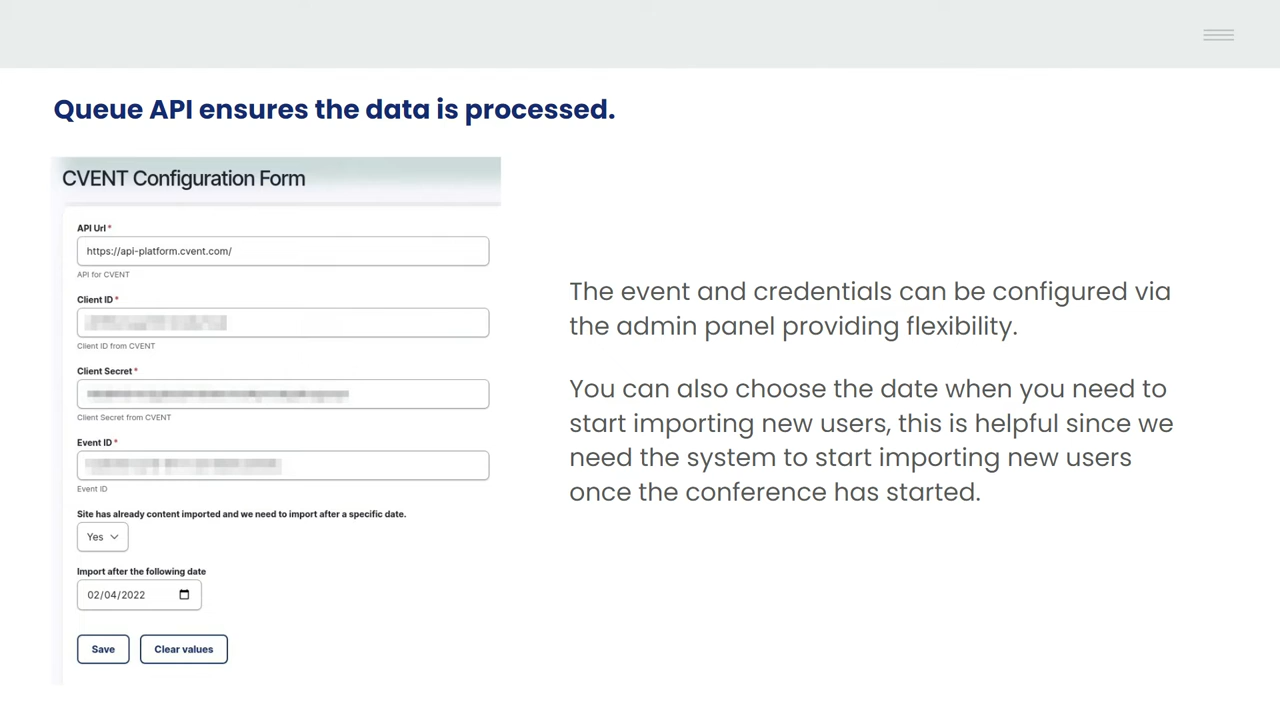 Queue API ensures the data is processed.
CVENT Configuration Form
API Url *
https://api-platform.cvent.com/
API for CVENT
Client ID *
Client ID from CVENT
Client Secret *
Client Secret from CVENT
Event ID *
Event ID
Site has already content imported and we need to import after a specific date.
Yes
Import after the following date
02/04/2022
Save Clear values
The event and credentials can be configured via
the admin panel providing flexibility.
You can also choose the date when you need to
start importing new users, this is helpful since we
need the system to start importing new users
once the conference has started.